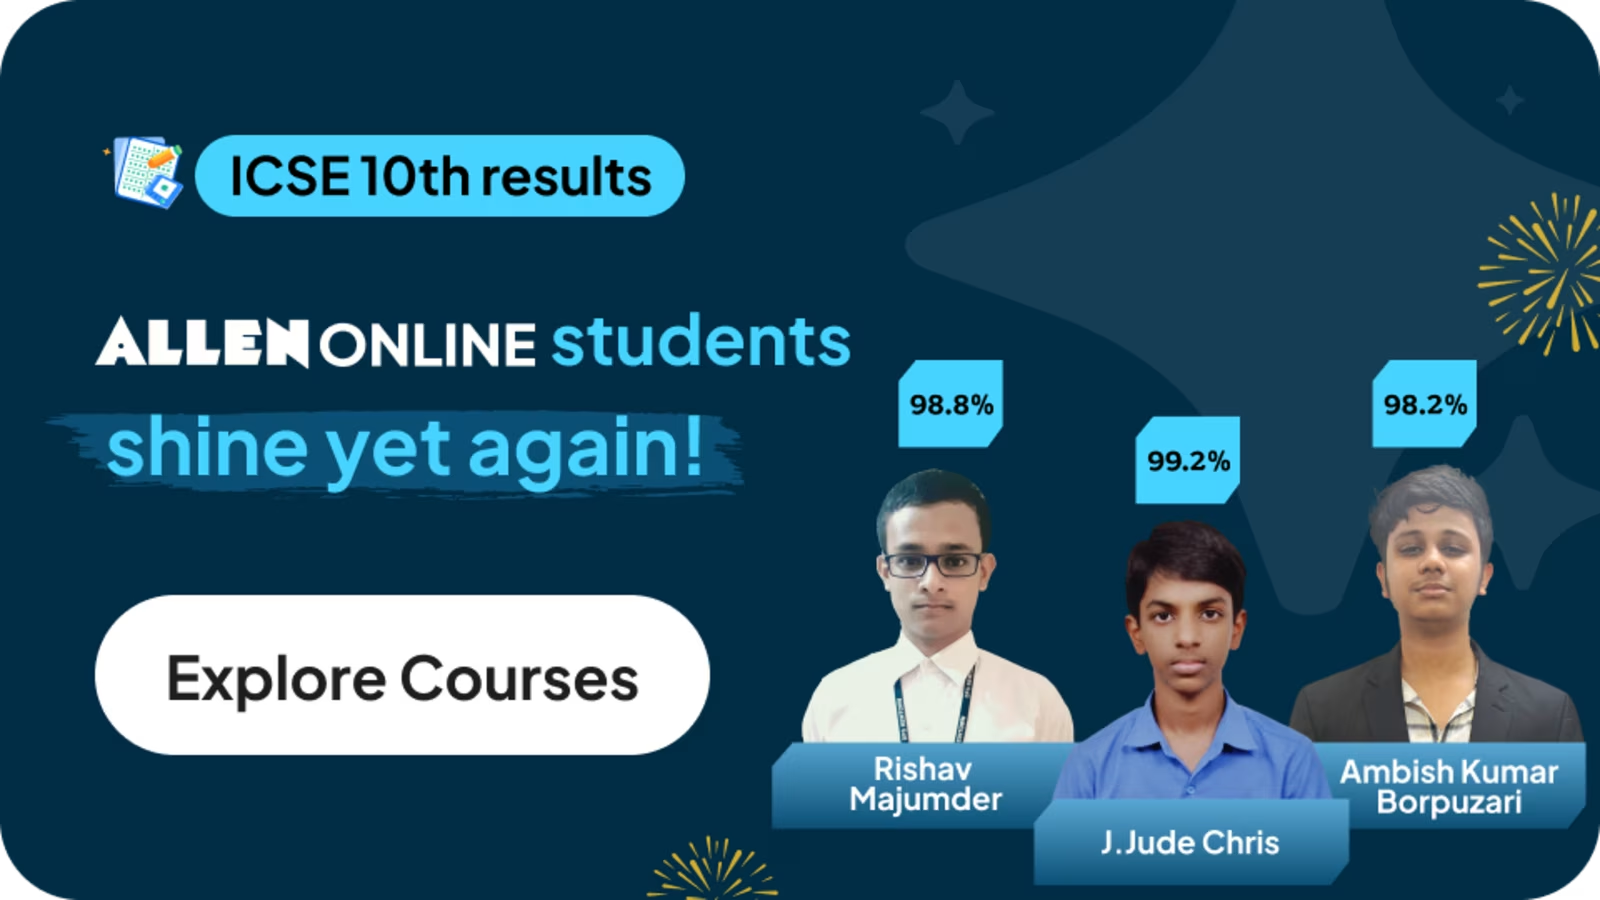 ICSE 10th results
ALLEN ONLINE students
shine yet again!
Explore Courses
98.8%
99.2%
98.2%
Rishav
Majumder
J.Jude Chris
Ambish Kumar
Borpuzari